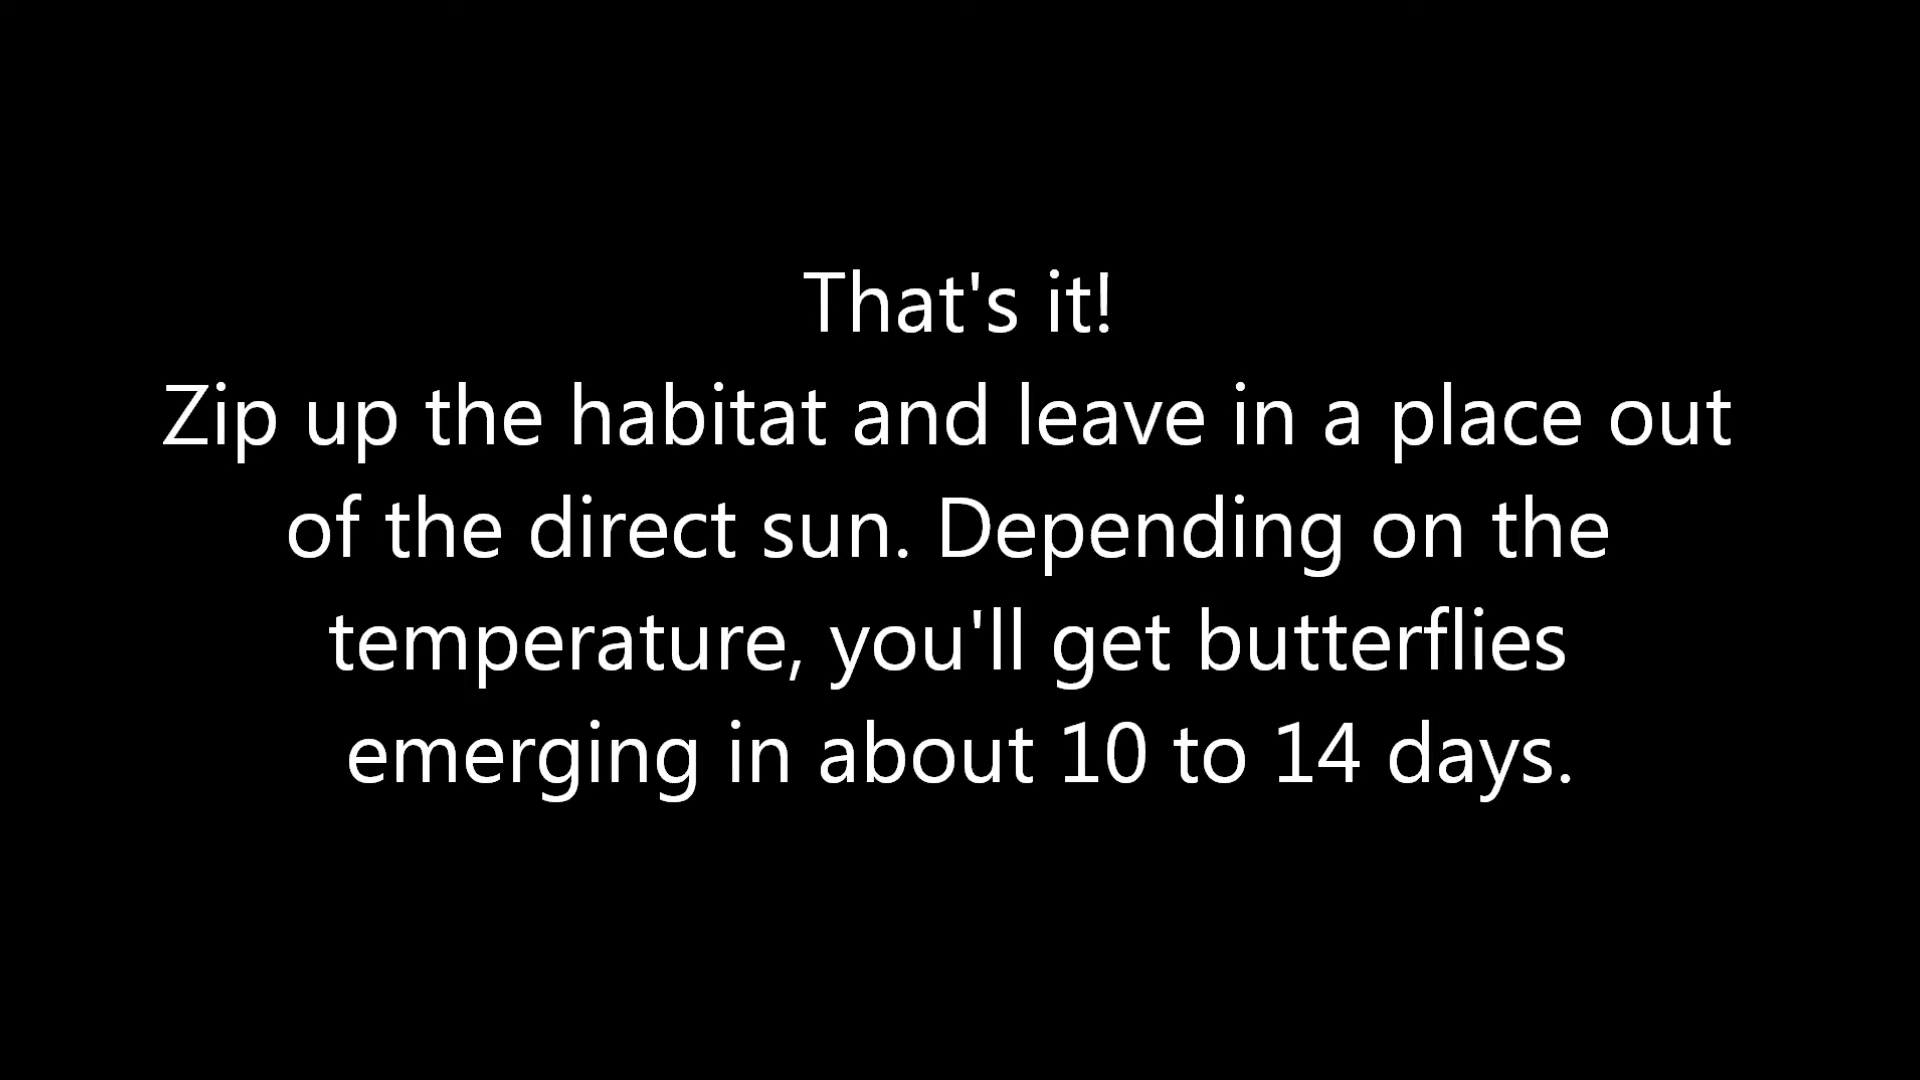 That's it!
Zip up the habitat and leave in a place out
of the direct sun. Depending on the
temperature, you'll get butterflies
emerging in about 10 to 14 days.